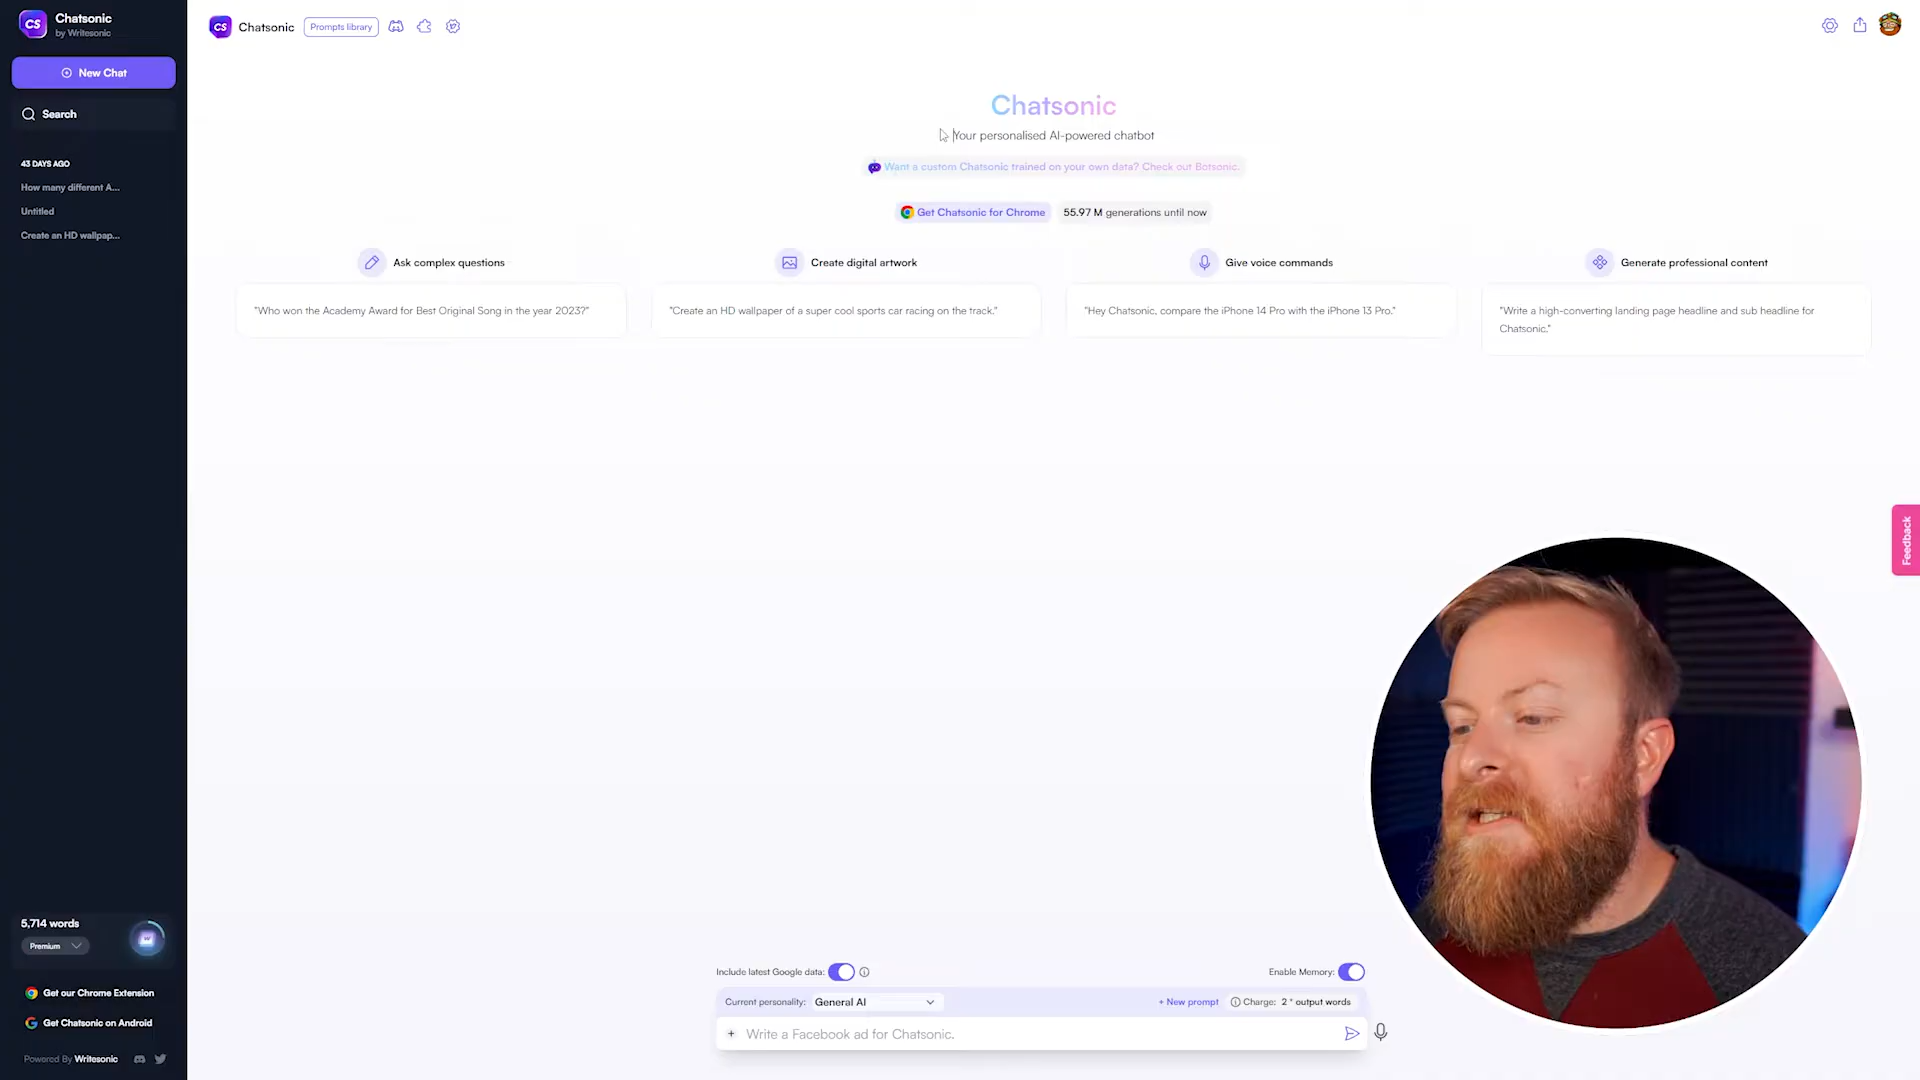 CS
Chatsonic
by Writesonic
New Chat
Search
43 DAYS AGO
How many different A...
Untitled
Create an HD wallpap...
5,714 words
Premium
Get our Chrome Extension
Get Chatsonic on Android
Powered By Writesonic
CS Chatsonic Prompts library
Chatsonic
Your personalised AI-powered chatbot
Want a custom Chatsonic trained on your own data? Check out Botsonic.
Get Chatsonic for Chrome 55.97 M generations until now
Ask complex questions
"Who won the Academy Award for Best Original Song in the year 2023?"
Create digital artwork
"Create an HD wallpaper of a super cool sports car racing on the track."
Give voice commands
"Hey Chatsonic, compare the iPhone 14 Pro with the iPhone 13 Pro."
Generate professional content
"Write a high-converting landing page headline and sub headline for
Chatsonic."
Feedback
Include latest Google data: Enable Memory:
Current personality: General AI + New prompt Charge: 2 * output words
+ Write a Facebook ad for Chatsonic.